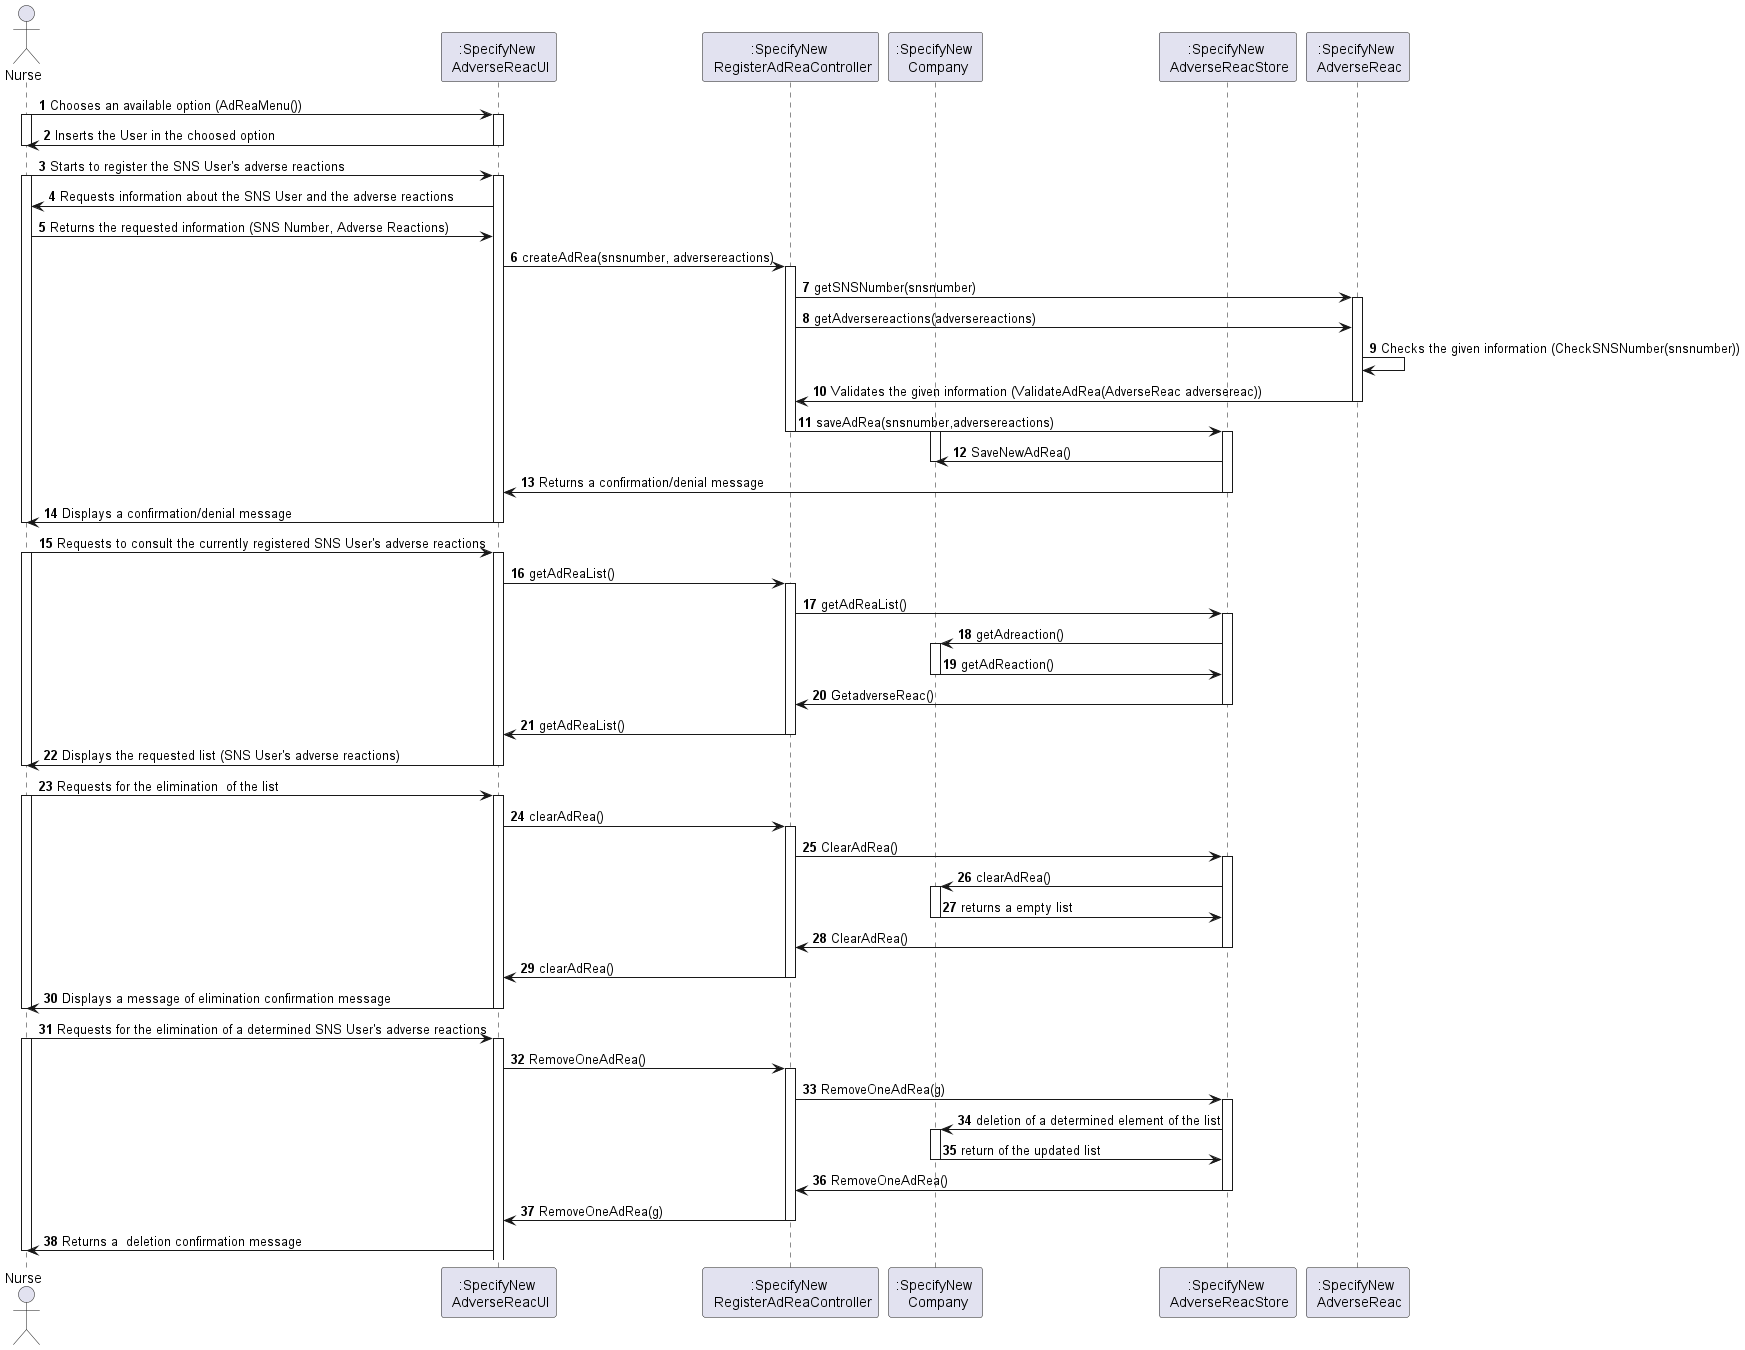 Nurse
:SpecifyNew
AdverseReacUI
:SpecifyNew
RegisterAdReaController
:SpecifyNew
Company
:SpecifyNew
AdverseReacStore
:SpecifyNew
AdverseReac
1 Chooses an available option (AdReaMenu())
2 Inserts the User in the choosed option
3 Starts to register the SNS User's adverse reactions
4 Requests information about the SNS User and the adverse reactions
5 Returns the requested information (SNS Number, Adverse Reactions)
6 createAdRea(snsnumber, adversereactions)
7 getSNSNumber(snsnumber)
8 getAdversereactions(adversereactions)
9 Checks the given information (CheckSNSNumber(snsnumber))
10 Validates the given information (ValidateAdRea(AdverseReac adversereac))
11 saveAdRea(snsnumber,adversereactions)
12 SaveNewAdRea()
13 Returns a confirmation/denial message
14 Displays a confirmation/denial message
15 Requests to consult the currently registered SNS User's adverse reactions
16 getAdReaList()
17 getAdReaList()
18 getAdreaction()
19 getAdReaction()
20 GetadverseReac()
21 getAdReaList()
22 Displays the requested list (SNS User's adverse reactions)
23 Requests for the elimination  of the list
24 clearAdRea()
25 ClearAdRea()
26 clearAdRea()
27 returns a empty list
28 ClearAdRea()
29 clearAdRea()
30 Displays a message of elimination confirmation message
31 Requests for the elimination of a determined SNS User's adverse reactions
32 RemoveOneAdRea()
33 RemoveOneAdRea(g)
34 deletion of a determined element of the list
35 return of the updated list
36 RemoveOneAdRea()
37 RemoveOneAdRea(g)
38 Returns a  deletion confirmation message
Nurse
:SpecifyNew
AdverseReacUI
:SpecifyNew
RegisterAdReaController
:SpecifyNew
Company
:SpecifyNew
AdverseReacStore
:SpecifyNew
AdverseReac